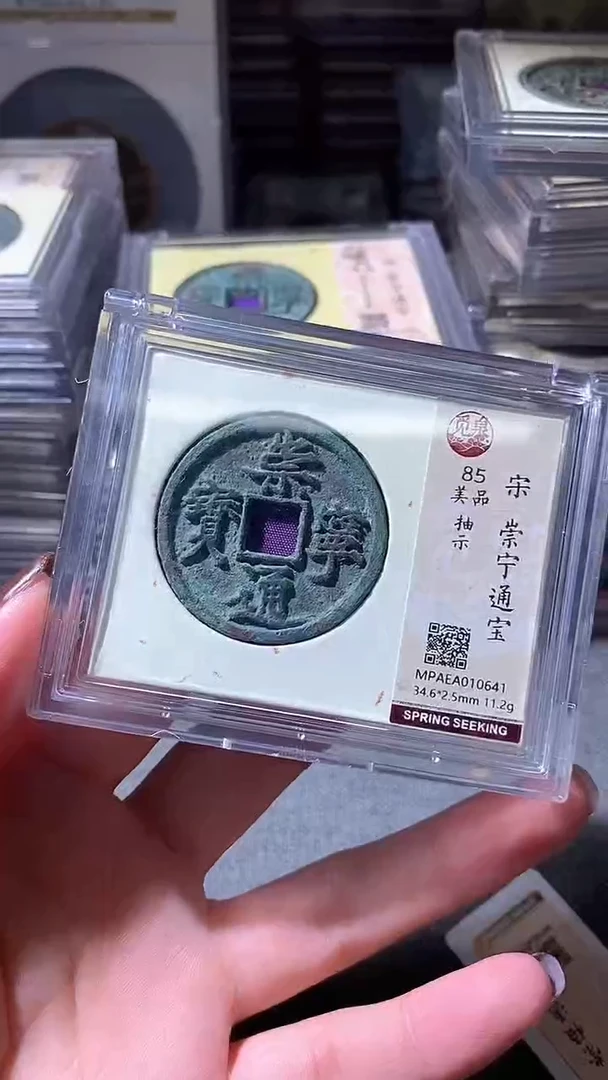 崇
寧
通
寶
觅泉
85
美品
抽示
宋 崇宁通宝
MPAEA010641
34.6*2.5mm 11.2g
SPRING SEEKING